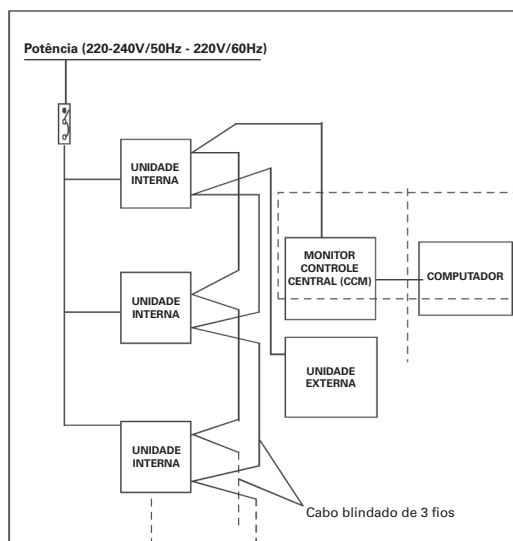 Potência (220-240V/50Hz - 220V/60Hz)
UNIDADE
INTERNA
MONITOR
CONTROLE
CENTRAL (CCM)
COMPUTADOR
UNIDADE
INTERNA
UNIDADE
EXTERNA
UNIDADE
INTERNA
Cabo blindado de 3 fios